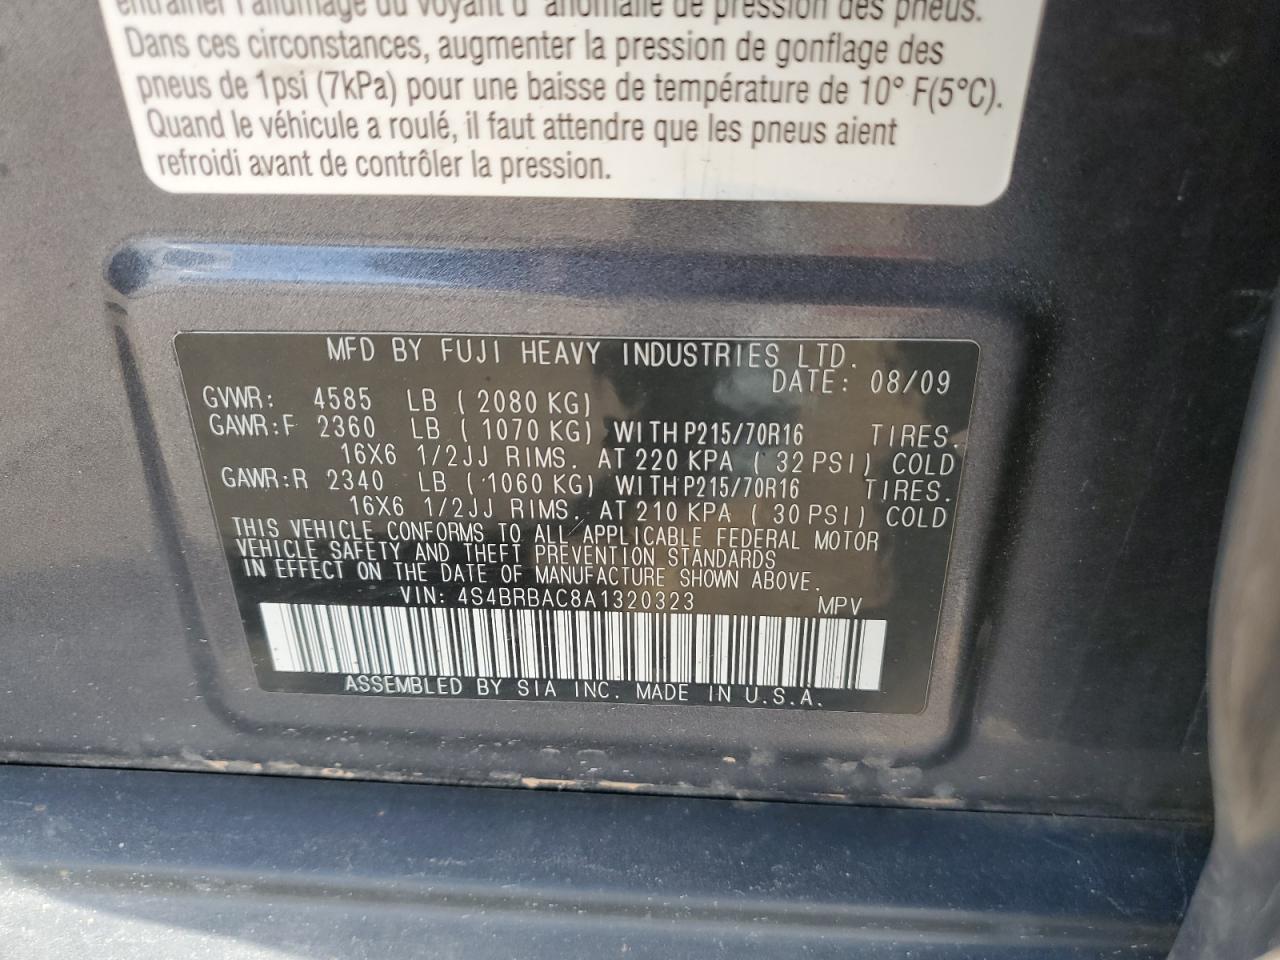 entraîner l'allumage du voyant d' anomalie de pression des pneus.
Dans ces circonstances, augmenter la pression de gonflage des
pneus de 1psi (7kPa) pour une baisse de température de 10° F(5°C).
Quand le véhicule a roulé, il faut attendre que les pneus aient
refroidi avant de contrôler la pression.
MFD BY FUJI HEAVY INDUSTRIES LTD.
DATE: 08/09
GVWR: 4585 LB ( 2080 KG)
GAWR:F 2360 LB ( 1070 KG) WITH P215/70R16 TIRES.
16X6 1/2JJ RIMS. AT 220 KPA ( 32 PSI) COLD
GAWR:R 2340 LB ( 1060 KG) WITH P215/70R16 TIRES.
16X6 1/2JJ RIMS. AT 210 KPA ( 30 PSI) COLD
THIS VEHICLE CONFORMS TO ALL APPLICABLE FEDERAL MOTOR
VEHICLE SAFETY AND THEFT PREVENTION STANDARDS
IN EFFECT ON THE DATE OF MANUFACTURE SHOWN ABOVE.
VIN: 4S4BRBAC8A1320323 MPV
ASSEMBLED BY SIA INC. MADE IN U.S.A.